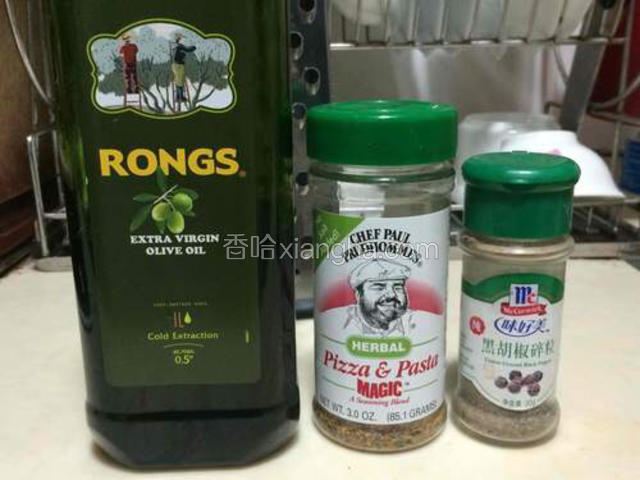 RONGS
EXTRA VIRGIN
OLIVE OIL
1L
Cold Extraction
0.5°
CHEF PAUL
PRUDHOMME'S
HERBAL
Pizza & Pasta
MAGIC
A Seasoning Blend
NET WT. 3.0 OZ. (85.1 GRAMS)
McCormick
味好美
黑胡椒碎粒
香哈xiangha.com